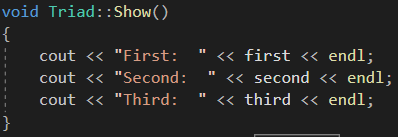 void Triad::Show()
{
    cout << "First:  " << first << endl;
    cout << "Second:  " << second << endl;
    cout << "Third:  " << third << endl;
}